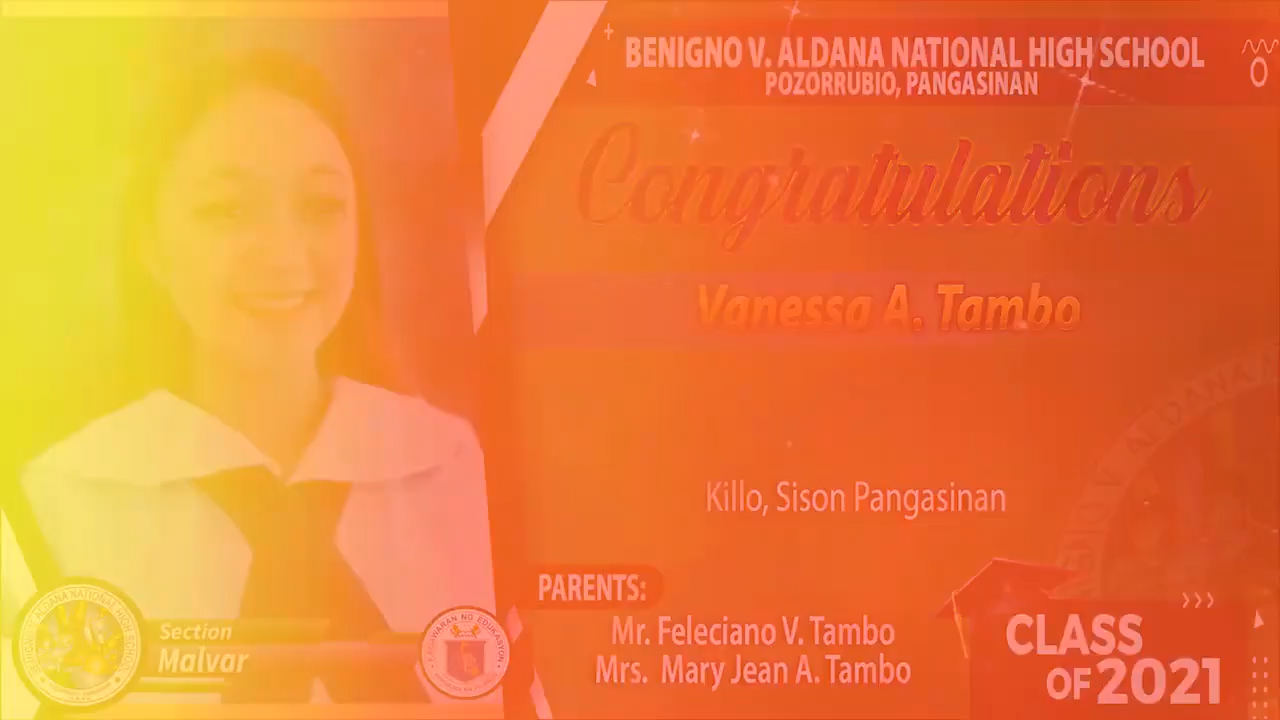 BENIGNO V. ALDANA NATIONAL HIGH SCHOOL
POZORRUBIO, PANGASINAN
Congratulations
Vanessa A. Tambo
Killo, Sison Pangasinan
PARENTS:
Mr. Feleciano V. Tambo
Mrs. Mary Jean A. Tambo
Section
Malvar
CLASS
OF 2021